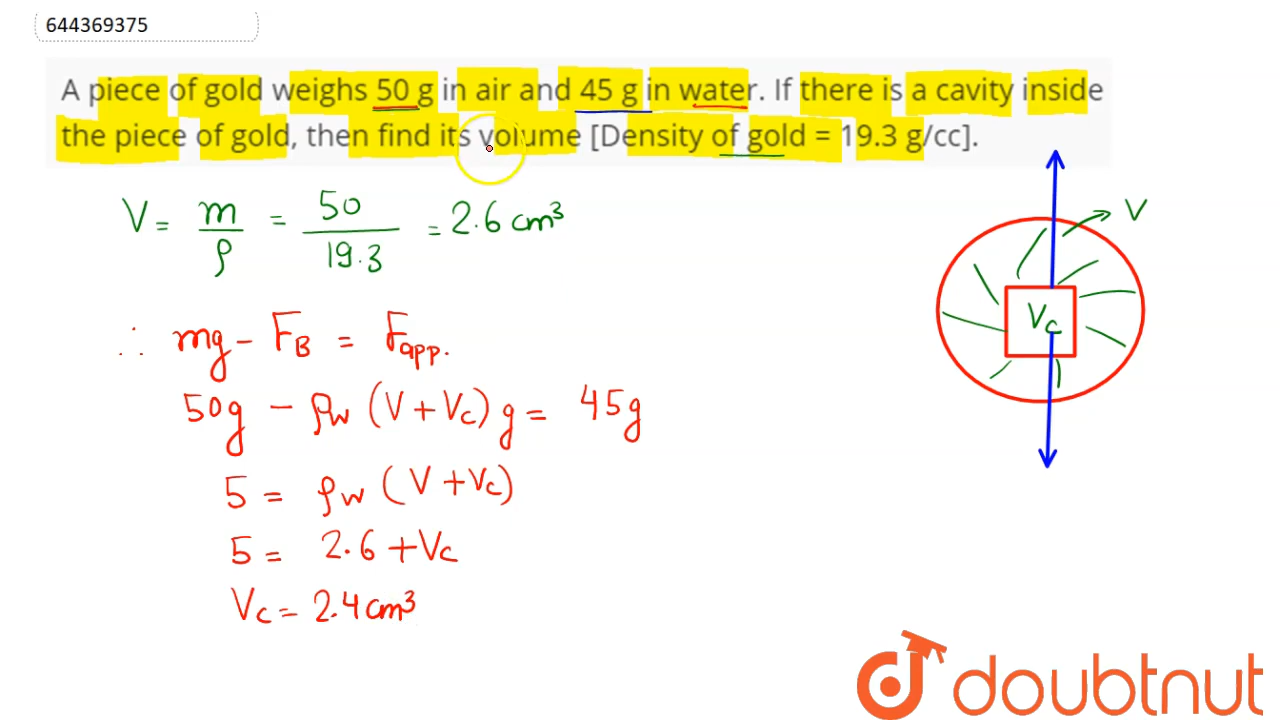 644369375
A piece of gold weighs 50 g in air and 45 g in water. If there is a cavity inside
the piece of gold, then find its volume [Density of gold = 19.3 g/cc].
V = m/ρ = 50/19.3 = 2.6 cm³
V
V_c
∴ mg - F_B = F_app.
50g - ρ_w (V + V_c) g = 45g
5 = ρ_w (V + V_c)
5 = 2.6 + V_c
V_c = 2.4 cm³
doubtnut